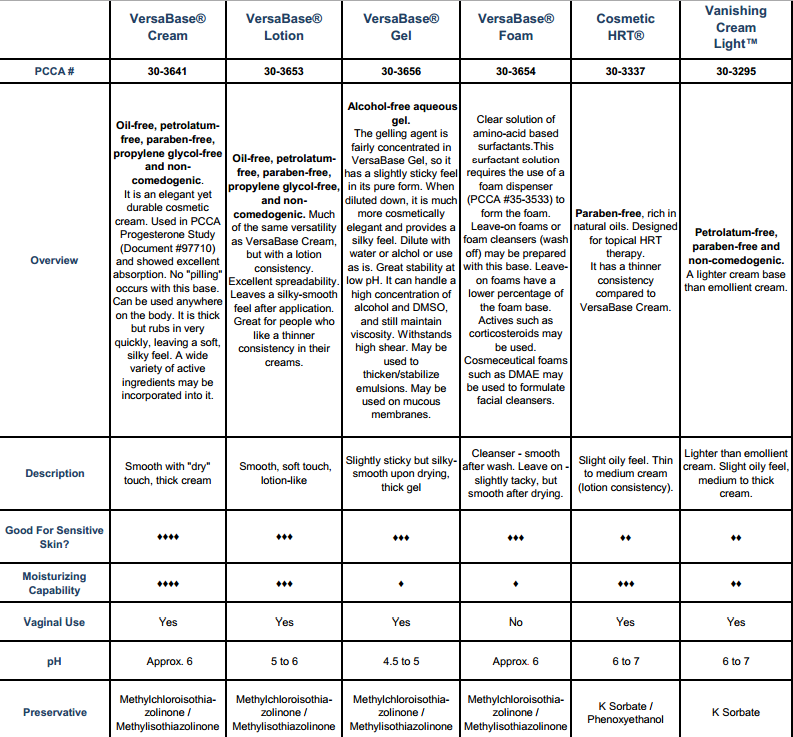 VersaBase®
Cream
VersaBase®
Lotion
VersaBase®
Gel
VersaBase®
Foam
Cosmetic
HRT®
Vanishing
Cream
Light™
PCCA #
30-3641
30-3653
30-3656
30-3654
30-3337
30-3295
Overview
Oil-free, petrolatum-
free, paraben-free,
propylene glycol-free
and non-
comedogenic.
It is an elegant yet
durable cosmetic
cream. Used in PCCA
Progesterone Study
(Document #97710)
and showed excellent
absorption. No "pilling"
occurs with this base.
Can be used anywhere
on the body. It is thick
but rubs in very
quickly, leaving a soft,
silky feel. A wide
variety of active
ingredients may be
incorporated into it.
Oil-free, petrolatum-
free, paraben-free,
propylene glycol-free,
and non-
comedogenic. Much
of the same versatility
as VersaBase Cream,
but with a lotion
consistency.
Excellent spreadability.
Leaves a silky-smooth
feel after application.
Great for people who
like a thinner
consistency in their
creams.
Alcohol-free aqueous
gel.
The gelling agent is
fairly concentrated in
VersaBase Gel, so it
has a slightly sticky feel
in its pure form. When
diluted down, it is much
more cosmetically
elegant and provides a
silky feel. Dilute with
water or alchol or use
as is. Great stability at
low pH. It can handle a
high concentration of
alcohol and DMSO,
and still maintain
viscosity. Withstands
high shear. May be
used to
thicken/stabilize
emulsions. May be
used on mucous
membranes.
Clear solution of
amino-acid based
surfactants.This
surfactant solution
requires the use of a
foam dispenser
(PCCA #35-3533) to
form the foam.
Leave-on foams or
foam cleansers (wash
off) may be prepared
with this base. Leave-
on foams have a
lower percentage of
the foam base.
Actives such as
corticosteroids may
be used.
Cosmeceutical foams
such as DMAE may
be used to formulate
facial cleansers.
Paraben-free, rich in
natural oils. Designed
for topical HRT
therapy.
It has a thinner
consistency
compared to
VersaBase Cream.
Petrolatum-free,
paraben-free and
non-comedogenic.
A lighter cream base
than emollient cream.
Description
Smooth with "dry"
touch, thick cream
Smooth, soft touch,
lotion-like
Slightly sticky but silky-
smooth upon drying,
thick gel
Cleanser - smooth
after wash. Leave on -
slightly tacky, but
smooth after drying.
Slight oily feel. Thin
to medium cream
(lotion consistency).
Lighter than emollient
cream. Slight oily feel,
medium to thick
cream.
Good For Sensitive
Skin?
♦♦♦♦
♦♦♦
♦♦♦
♦♦♦
♦♦
♦♦
Moisturizing
Capability
♦♦♦♦
♦♦♦
♦
♦
♦♦♦
♦♦
Vaginal Use
Yes
Yes
Yes
No
Yes
Yes
pH
Approx. 6
5 to 6
4.5 to 5
Approx. 6
6 to 7
6 to 7
Preservative
Methylchloroisothia-
zolinone /
Methylisothiazolinone
Methylchloroisothia-
zolinone /
Methylisothiazolinone
Methylchloroisothia-
zolinone /
Methylisothiazolinone
Methylchloroisothia-
zolinone /
Methylisothiazolinone
K Sorbate /
Phenoxyethanol
K Sorbate